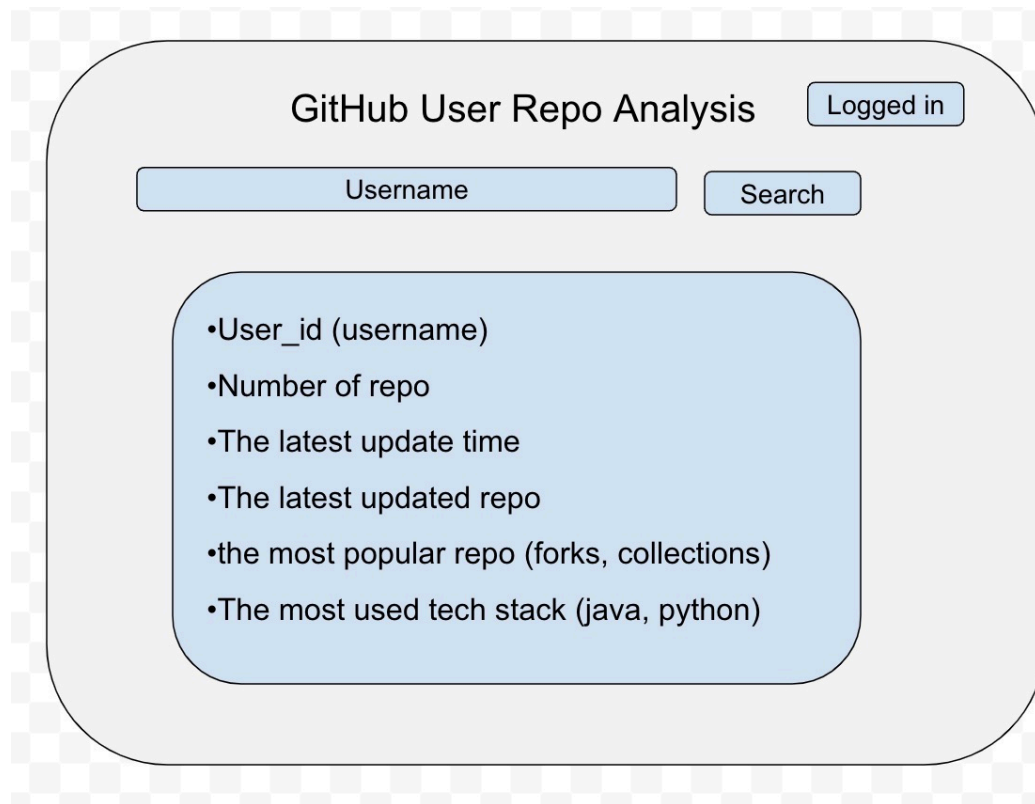 GitHub User Repo Analysis
Logged in
Username
Search
•User_id (username)
•Number of repo
•The latest update time
•The latest updated repo
•the most popular repo (forks, collections)
•The most used tech stack (java, python)